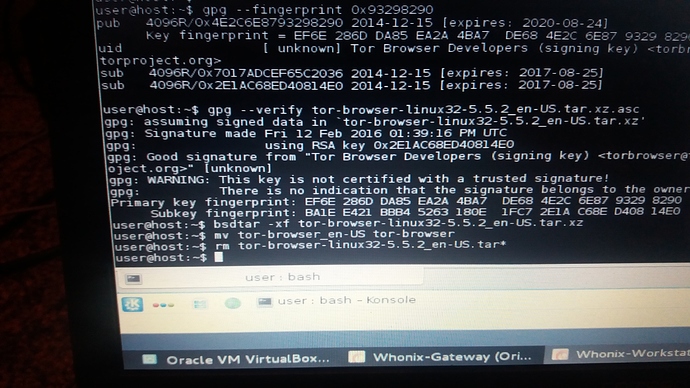 user@host:~$ gpg --fingerprint 0x93298290
pub 4096R/0x4E2C6E8793298290 2014-12-15 [expires: 2020-08-24]
Key fingerprint = EF6E 286D DA85 EA2A 4BA7 DE68 4E2C 6E87 9329 829
uid [ unknown] Tor Browser Developers (signing key) <torb
torproject.org>
sub 4096R/0x7017ADCEF65C2036 2014-12-15 [expires: 2017-08-25]
sub 4096R/0x2E1AC68ED40814E0 2014-12-15 [expires: 2017-08-25]
user@host:~$ gpg --verify tor-browser-linux32-5.5.2_en-US.tar.xz.asc
gpg: assuming signed data in `tor-browser-linux32-5.5.2_en-US.tar.xz'
gpg: Signature made Fri 12 Feb 2016 01:39:16 PM UTC
gpg: using RSA key 0x2E1AC68ED40814E0
gpg: Good signature from "Tor Browser Developers (signing key) <torbrowser@
oject.org>" [unknown]
gpg: WARNING: This key is not certified with a trusted signature!
gpg: There is no indication that the signature belongs to the owner
Primary key fingerprint: EF6E 286D DA85 EA2A 4BA7 DE68 4E2C 6E87 9329 8290
Subkey fingerprint: BA1E E421 BBB4 5263 180E 1FC7 2E1A C68E D408 14E0
user@host:~$ bsdtar -xf tor-browser-linux32-5.5.2_en-US.tar.xz
user@host:~$ mv tor-browser_en-US tor-browser
user@host:~$ rm tor-browser-linux32-5.5.2_en-US.tar*
user@host:~$
user : bash
user : bash - Konsole
Oracle VM VirtualBox...
Whonix-Gateway (Ori...
Whonix-Workstat